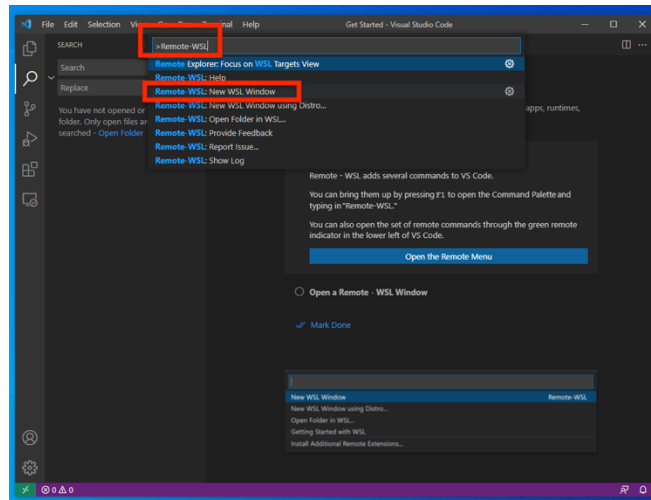 File Edit Selection Terminal Help
Get Started - Visual Studio Code
SEARCH
>Remote-WSL
Search
Replace
You have not opened or
folder. Only open files
searched - Open Folder
Remote Explorer: Focus on WSL Targets View
Remote-WSL: Help
Remote-WSL: New WSL Window
Remote-WSL: New WSL Window using Distro...
Remote-WSL: Open Folder in WSL...
Remote-WSL: Provide Feedback
Remote-WSL: Report Issue...
Remote-WSL: Show Log
apps, runtimes,
Remote - WSL adds several commands to VS Code.
You can bring them up by pressing F1 to open the Command Palette and
typing in "Remote-WSL."
You can also open the set of remote commands through the green remote
indicator in the lower left of VS Code.
Open the Remote Menu
Open a Remote - WSL Window
Mark Done
New WSL Window Remote-WSL
New WSL Window using Distro...
Open Folder in WSL...
Getting Started with WSL
Install Additional Remote Extensions...
0 0